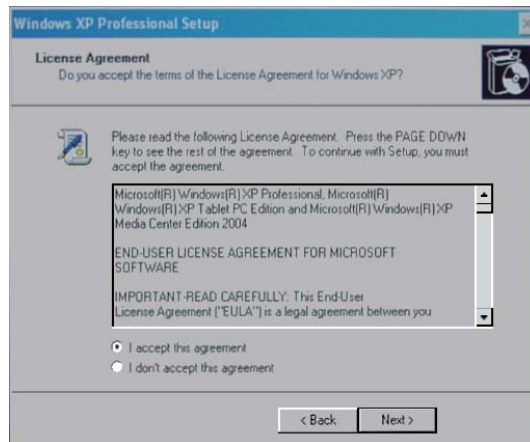 Windows XP Professional Setup
License Agreement
Do you accept the terms of the License Agreement for Windows XP?
Please read the following License Agreement. Press the PAGE DOWN
key to see the rest of the agreement. To continue with Setup, you must
accept the agreement.
Microsoft(R) Windows(R) XP Professional, Microsoft(R)
Windows(R) XP Tablet PC Edition and Microsoft(R) Windows(R) XP
Media Center Edition 2004
END-USER LICENSE AGREEMENT FOR MICROSOFT
SOFTWARE
IMPORTANT-READ CAREFULLY: This End-User
License Agreement ("EULA") is a legal agreement between you
I accept this agreement
I don't accept this agreement
< Back
Next >